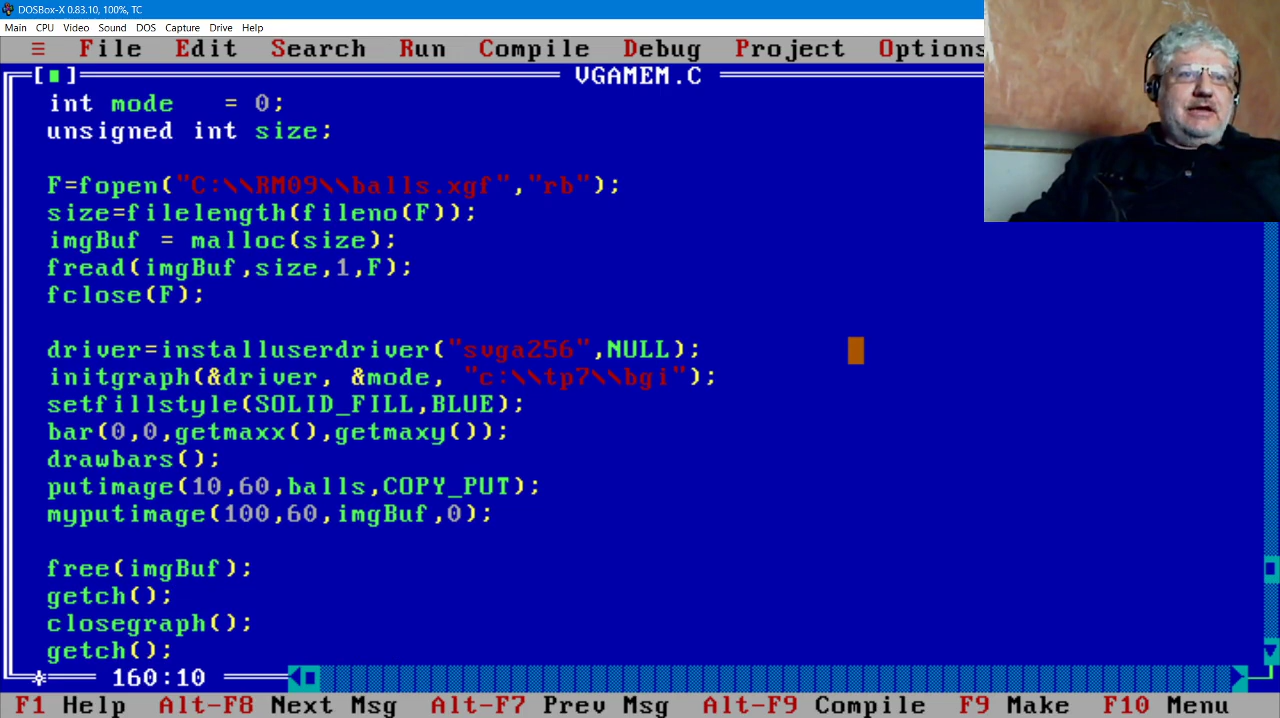 DOSBox-X 0.83.10, 100%, TC
Main CPU Video Sound DOS Capture Drive Help
≡ File Edit Search Run Compile Debug Project Options
[■] VGAMEM.C
int mode = 0;
unsigned int size;
F=fopen("C:\\RM09\\balls.xgf","rb");
size=filelength(fileno(F));
imgBuf = malloc(size);
fread(imgBuf,size,1,F);
fclose(F);
driver=installuserdriver("svga256",NULL);
initgraph(&driver, &mode, "c:\\tp7\\bgi");
setfillstyle(SOLID_FILL,BLUE);
bar(0,0,getmaxx(),getmaxy());
drawbars();
putimage(10,60,balls,COPY_PUT);
myputimage(100,60,imgBuf,0);
free(imgBuf);
getch();
closegraph();
getch();
160:10
F1 Help Alt-F8 Next Msg Alt-F7 Prev Msg Alt-F9 Compile F9 Make F10 Menu